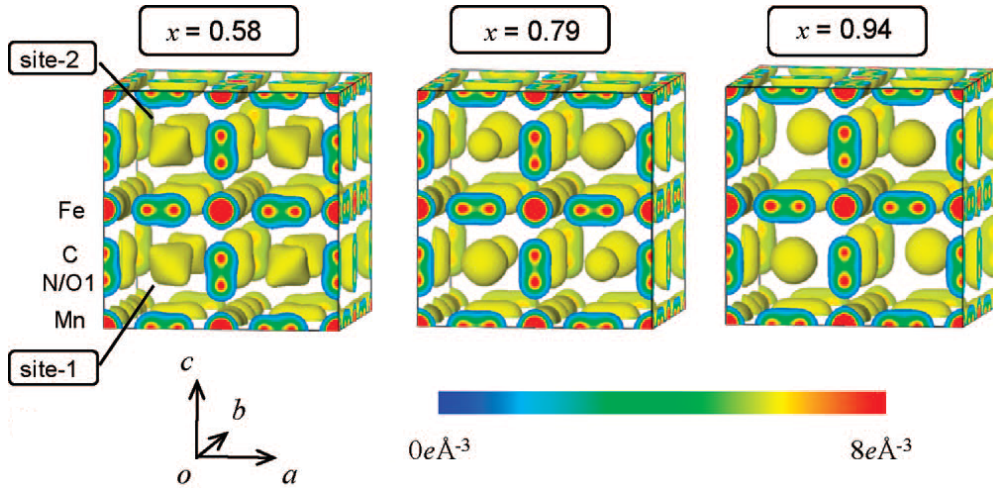 x = 0.58
x = 0.79
x = 0.94
site-2
Fe
C
N/O1
Mn
site-1
c
b
o
a
0eÅ⁻³
8eÅ⁻³